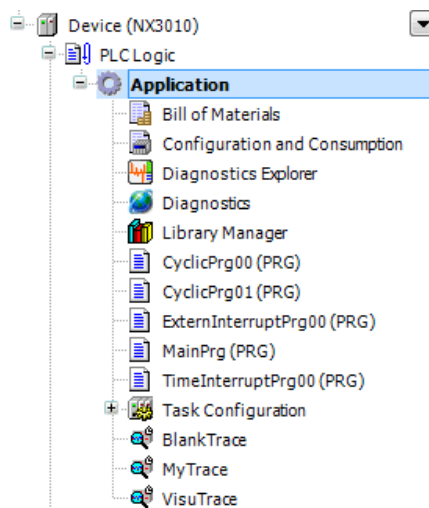 Device (NX3010)
PLC Logic
Application
Bill of Materials
Configuration and Consumption
Diagnostics Explorer
Diagnostics
Library Manager
CyclicPrg00 (PRG)
CyclicPrg01 (PRG)
ExternInterruptPrg00 (PRG)
MainPrg (PRG)
TimeInterruptPrg00 (PRG)
Task Configuration
BlankTrace
MyTrace
VisuTrace